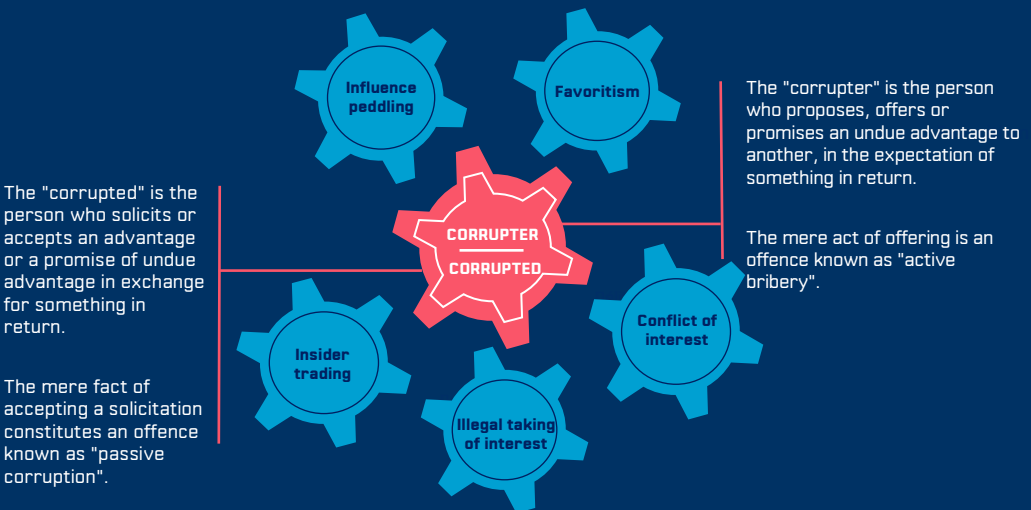 Influence
peddling
Favoritism
The "corrupter" is the person
who proposes, offers or
promises an undue advantage to
another, in the expectation of
something in return.
The mere act of offering is an
offence known as "active
bribery".
The "corrupted" is the
person who solicits or
accepts an advantage
or a promise of undue
advantage in exchange
for something in
return.
The mere fact of
accepting a solicitation
constitutes an offence
known as "passive
corruption".
CORRUPTER
CORRUPTED
Conflict of
interest
Insider
trading
Illegal taking
of interest